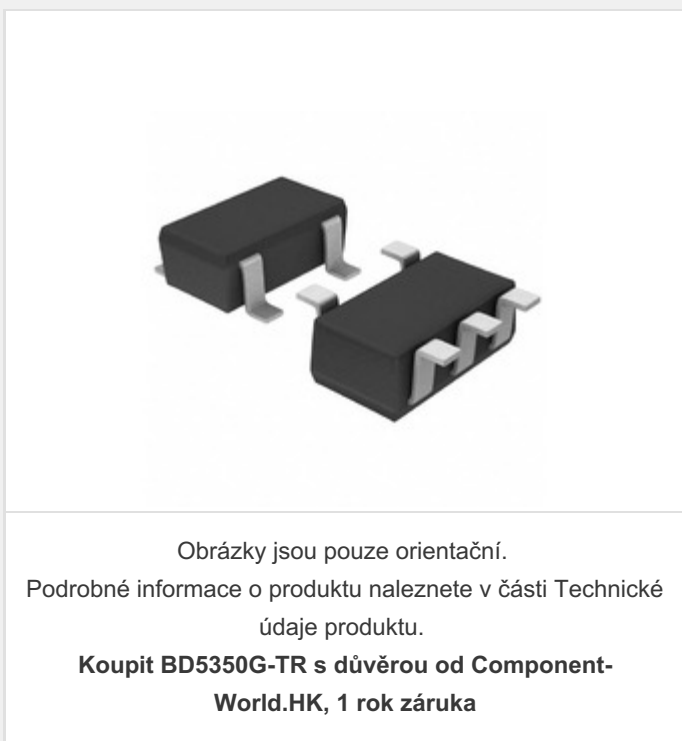 Obrázky jsou pouze orientační.
Podrobné informace o produktu naleznete v části Technické
údaje produktu.
Koupit BD5350G-TR s důvěrou od Component-
World.HK, 1 rok záruka